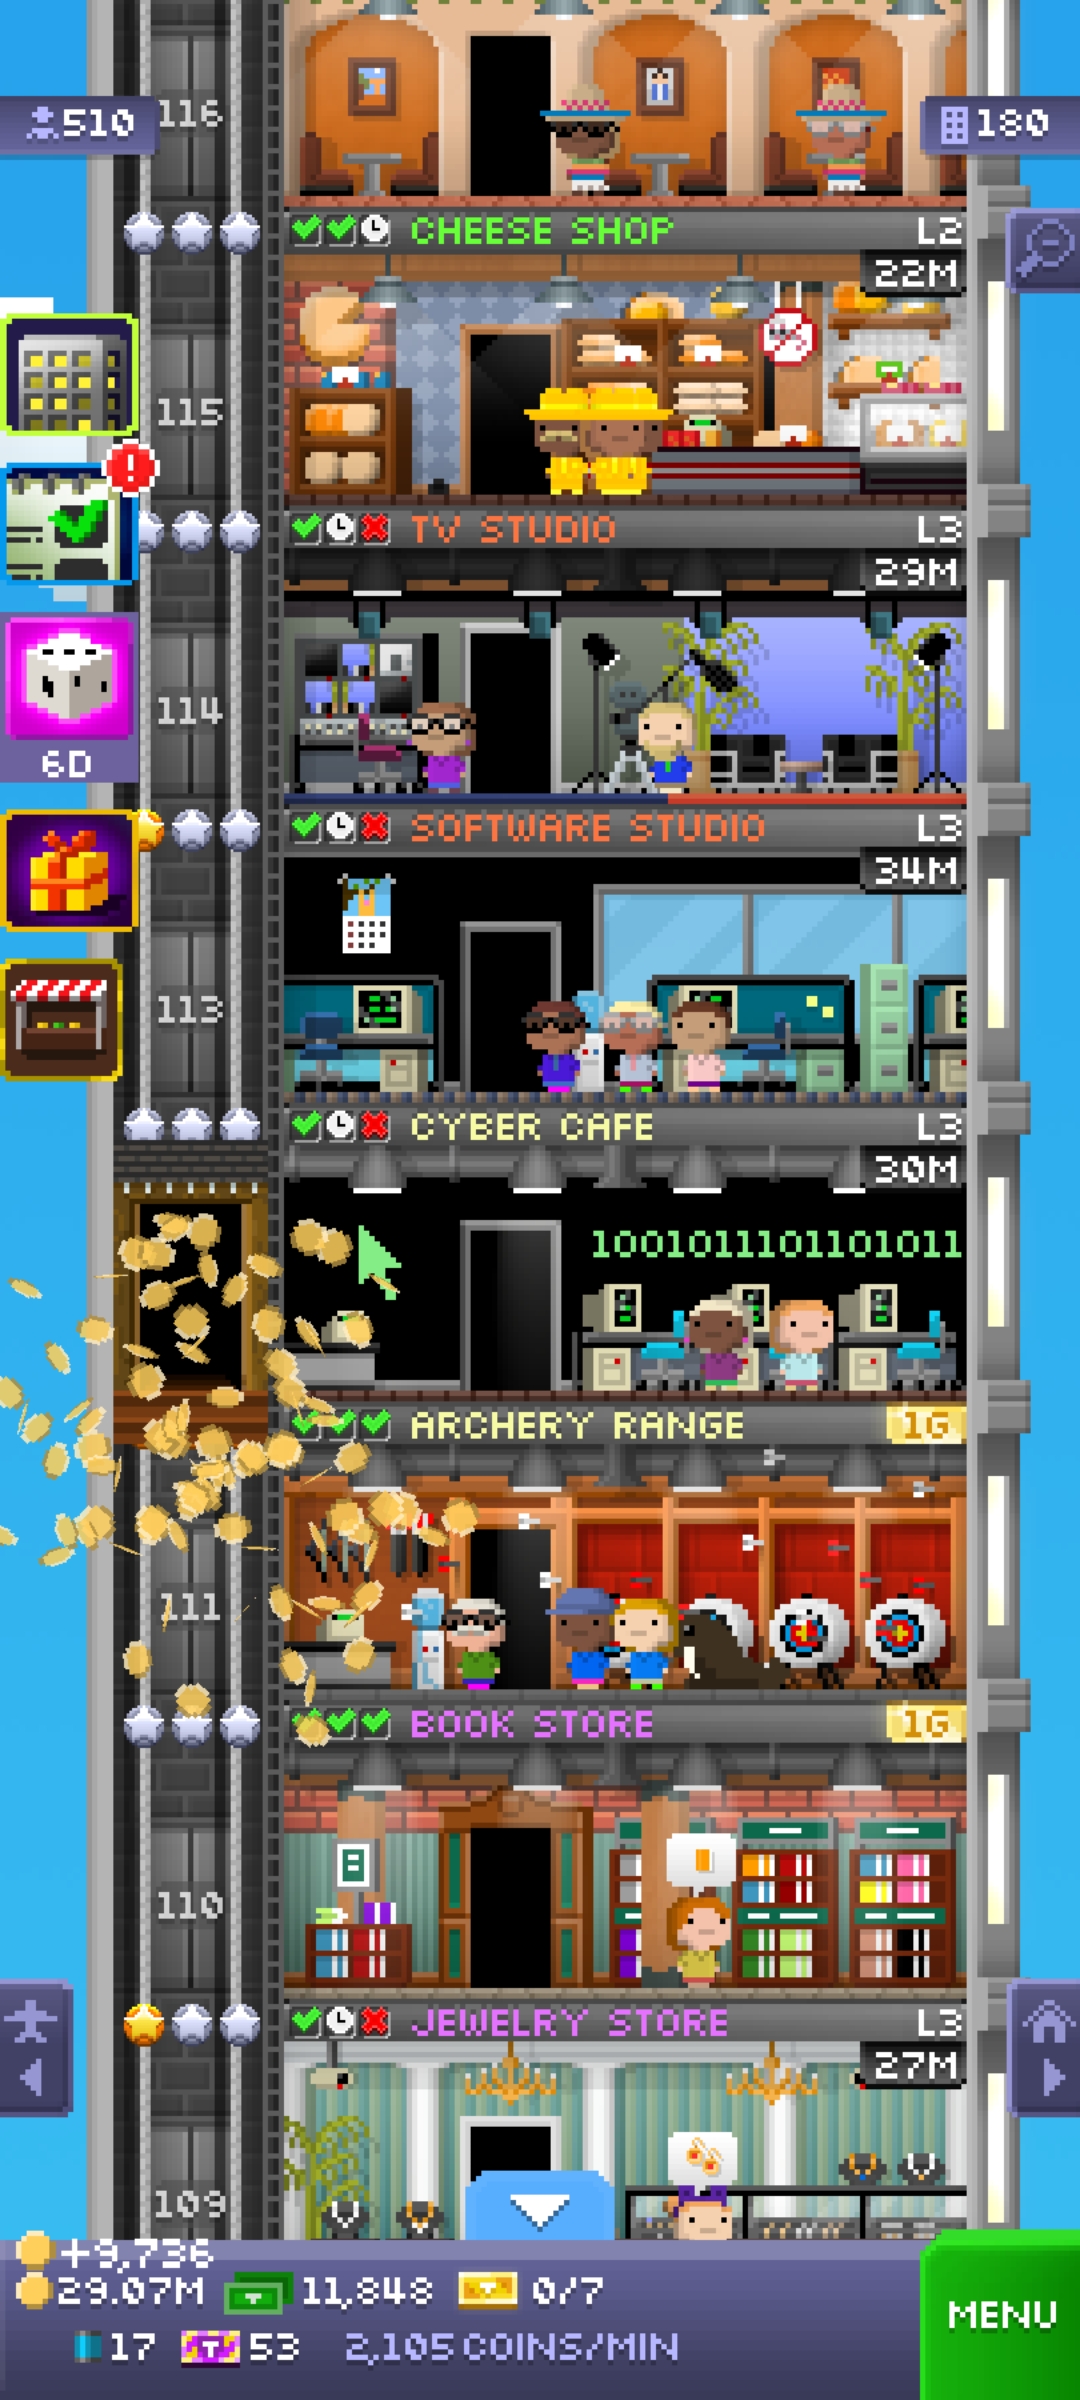 116
510
180
CHEESE SHOP L2
22M
115
TV STUDIO L3
29M
114
6D
SOFTWARE STUDIO L3
34M
113
CYBER CAFE L3
30M
1001011101101011
ARCHERY RANGE 1G
111
BOOK STORE 1G
8
110
JEWELRY STORE L3
27M
109
+9,736
29.07M 11,848 0/7
MENU
17 T 53 2,105 COINS/MIN